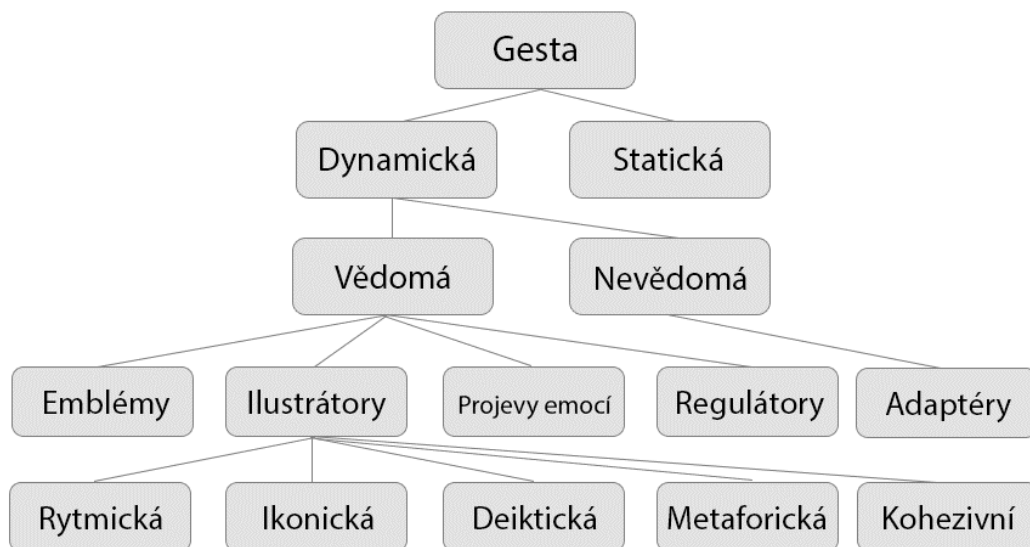 Gesta
Dynamická
Statická
Vědomá
Nevědomá
Emblémy
Ilustrátory
Projevy emocí
Regulátory
Adaptéry
Rytmická
Ikonická
Deiktická
Metaforická
Kohezivní